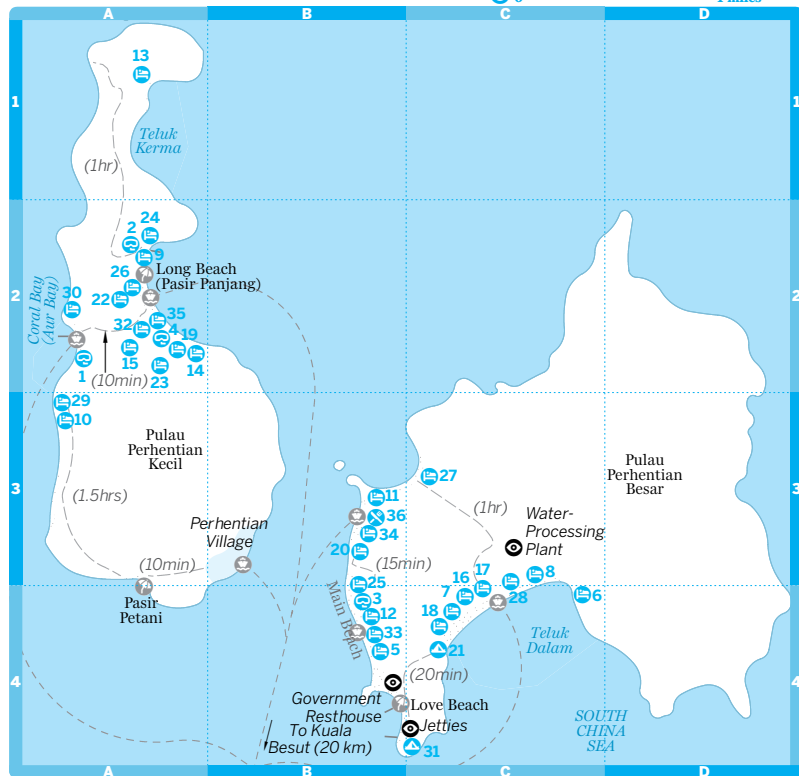 A
B
C
D
13
1
1
Teluk
Kerma
(1hr)
24
2
9
Long Beach
(Pasir Panjang)
26
2
2
Coral Bay
(Aur Bay)
30
22
35
32
4
19
15
14
1
(10min)
23
29
10
Pulau
Perhentian
Kecil
Pulau
Perhentian
Besar
27
3
3
11
(1hr)
(1.5hrs)
36
Water-
Processing
Plant
Perhentian
Village
34
20
(10min)
(15min)
17
8
25
16
Pasir
Petani
Main Beach
3
7
28
6
12
18
33
Teluk
Dalam
5
21
4
4
(20min)
Government
Resthouse
Love Beach
To Kuala
Besut (20 km)
Jetties
SOUTH
CHINA
SEA
31
A
B
C
D